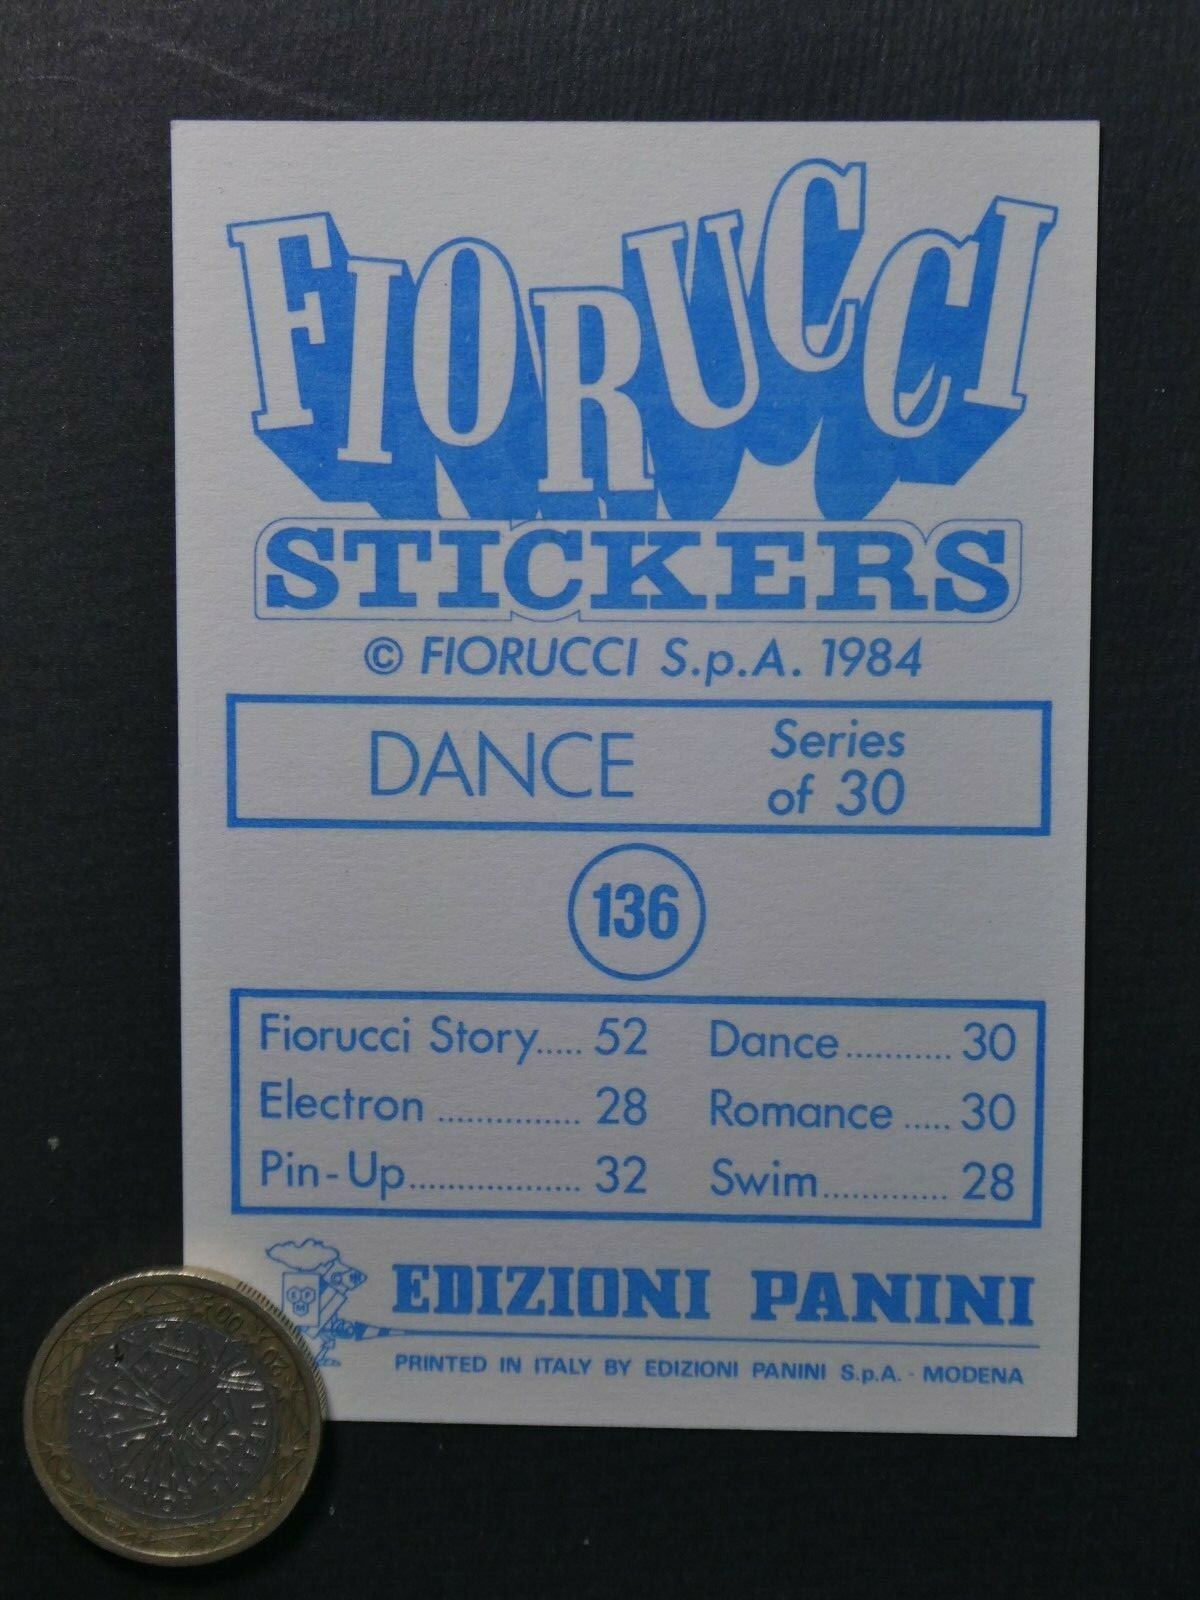 FIORUCCI
STICKERS
© FIORUCCI S.p.A. 1984
DANCE
Series
of 30
136
Fiorucci Story..... 52
Electron ............... 28
Pin-Up.................. 32
Dance........... 30
Romance ..... 30
Swim............. 28
EDIZIONI PANINI
PRINTED IN ITALY BY EDIZIONI PANINI S.p.A. - MODENA